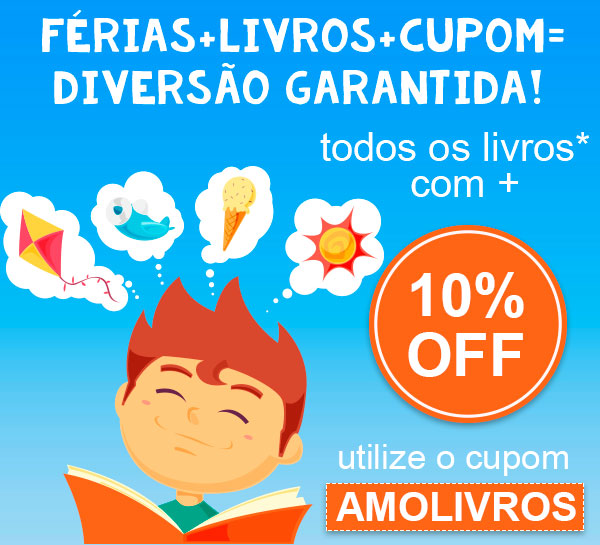 FÉRIAS+LIVROS+CUPOM=
DIVERSÃO GARANTIDA!
todos os livros*
com +
10%
OFF
utilize o cupom
AMOLIVROS